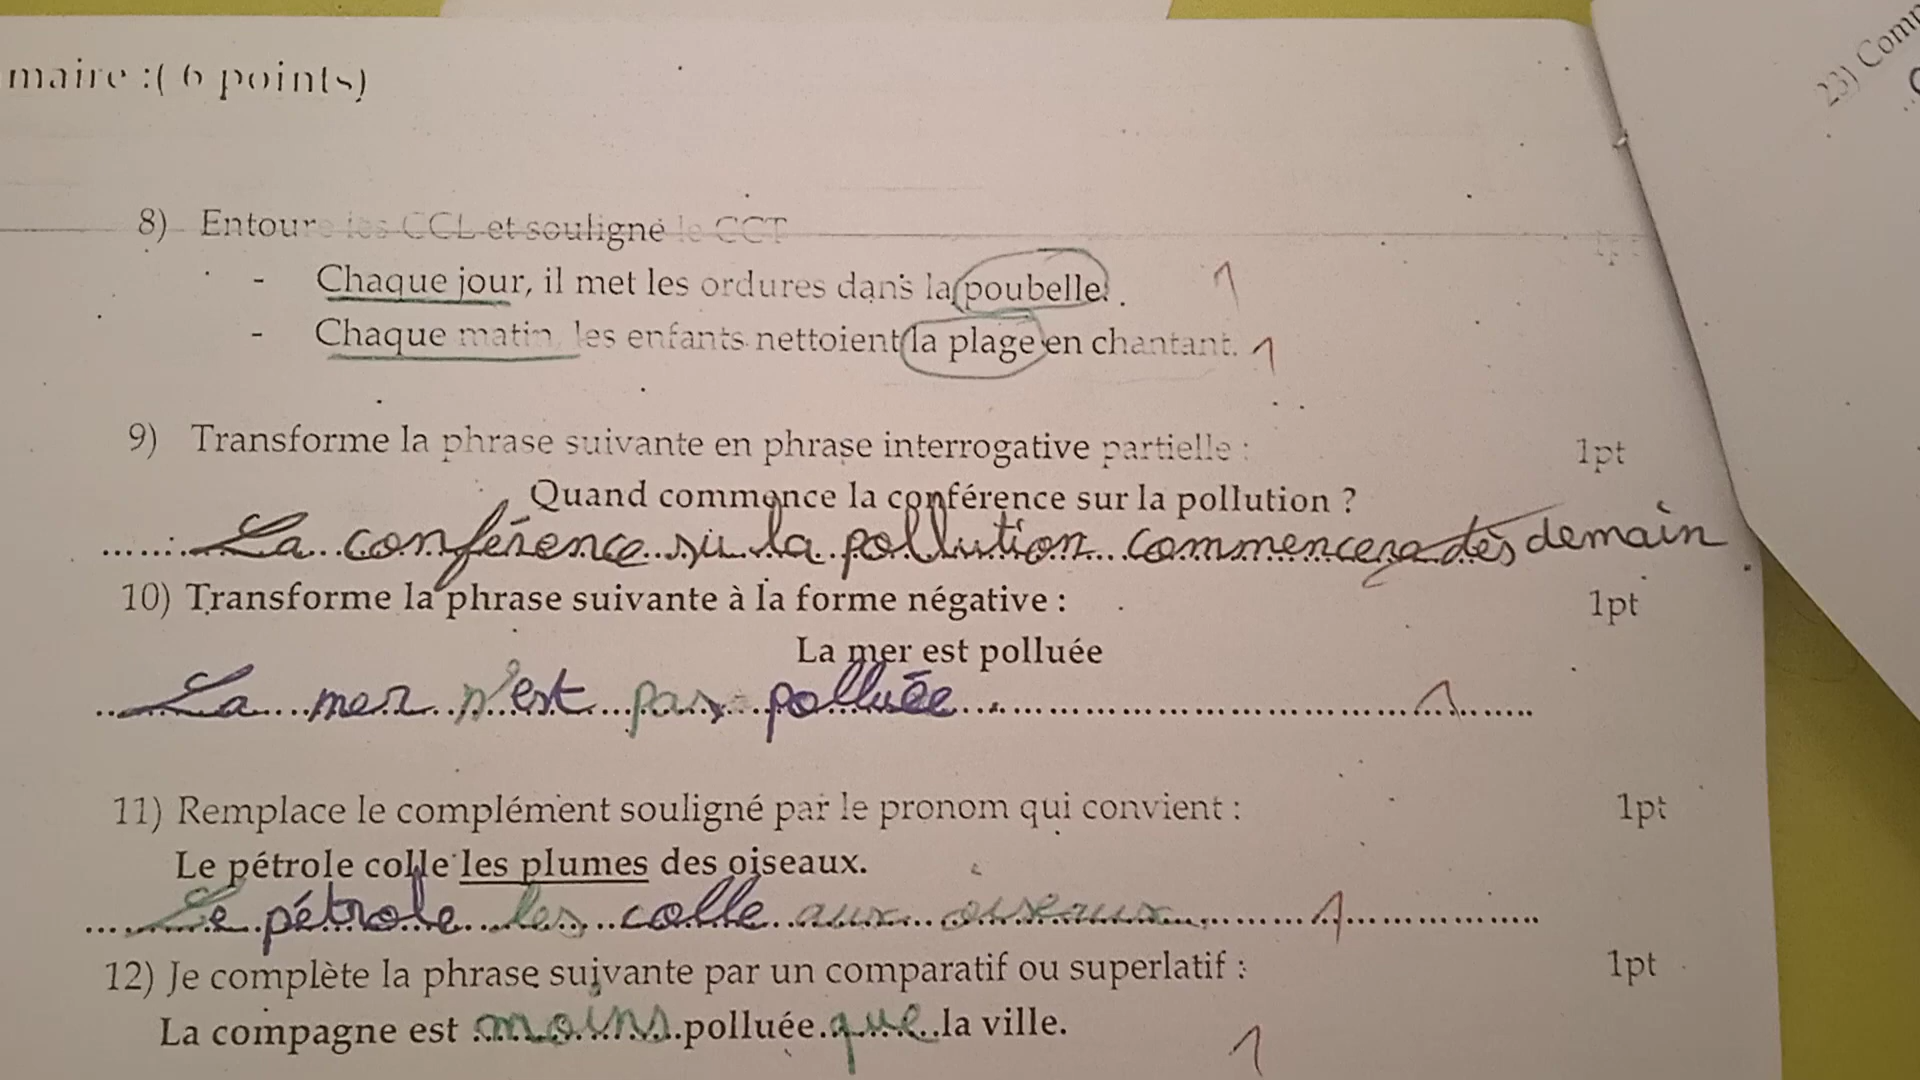 maire :( 6 points)
23) Com
8) Entoure les CCL et souligné le CCT
- Chaque jour, il met les ordures dans la poubelle. . 1
- Chaque matin, les enfants nettoient la plage en chantant. 1
9) Transforme la phrase suivante en phrase interrogative partielle : 1pt
Quand commence la conférence sur la pollution ?
La conférence su la pollution commencera dès demain
10) Transforme la phrase suivante à la forme négative : 1pt
La mer est polluée
La mer n'est pas polluée 1
11) Remplace le complément souligné par le pronom qui convient : 1pt
Le pétrole colle les plumes des oiseaux.
Le pétrole les colle aux oiseaux. 1
12) Je complète la phrase suivante par un comparatif ou superlatif : 1pt
La compagne est moins polluée que la ville. 1